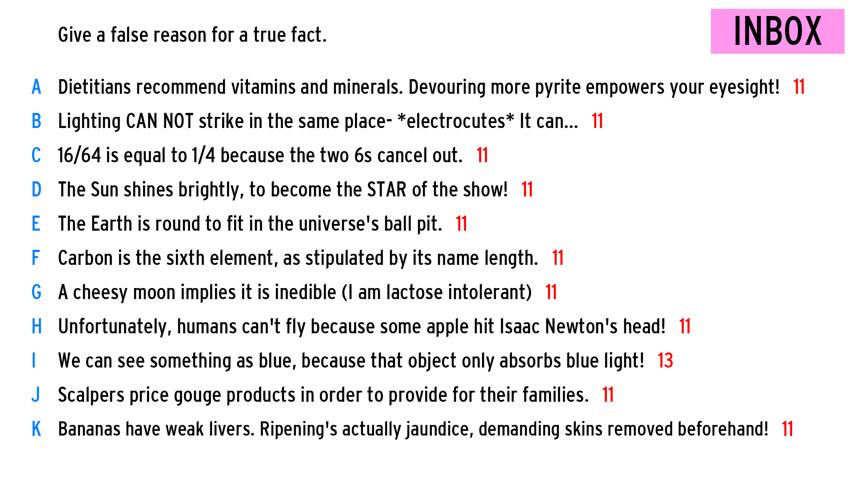 Give a false reason for a true fact.
INBOX
A Dietitians recommend vitamins and minerals. Devouring more pyrite empowers your eyesight! 11
B Lighting CAN NOT strike in the same place- *electrocutes* It can... 11
C 16/64 is equal to 1/4 because the two 6s cancel out. 11
D The Sun shines brightly, to become the STAR of the show! 11
E The Earth is round to fit in the universe's ball pit. 11
F Carbon is the sixth element, as stipulated by its name length. 11
G A cheesy moon implies it is inedible (I am lactose intolerant) 11
H Unfortunately, humans can't fly because some apple hit Isaac Newton's head! 11
I We can see something as blue, because that object only absorbs blue light! 13
J Scalpers price gouge products in order to provide for their families. 11
K Bananas have weak livers. Ripening's actually jaundice, demanding skins removed beforehand! 11